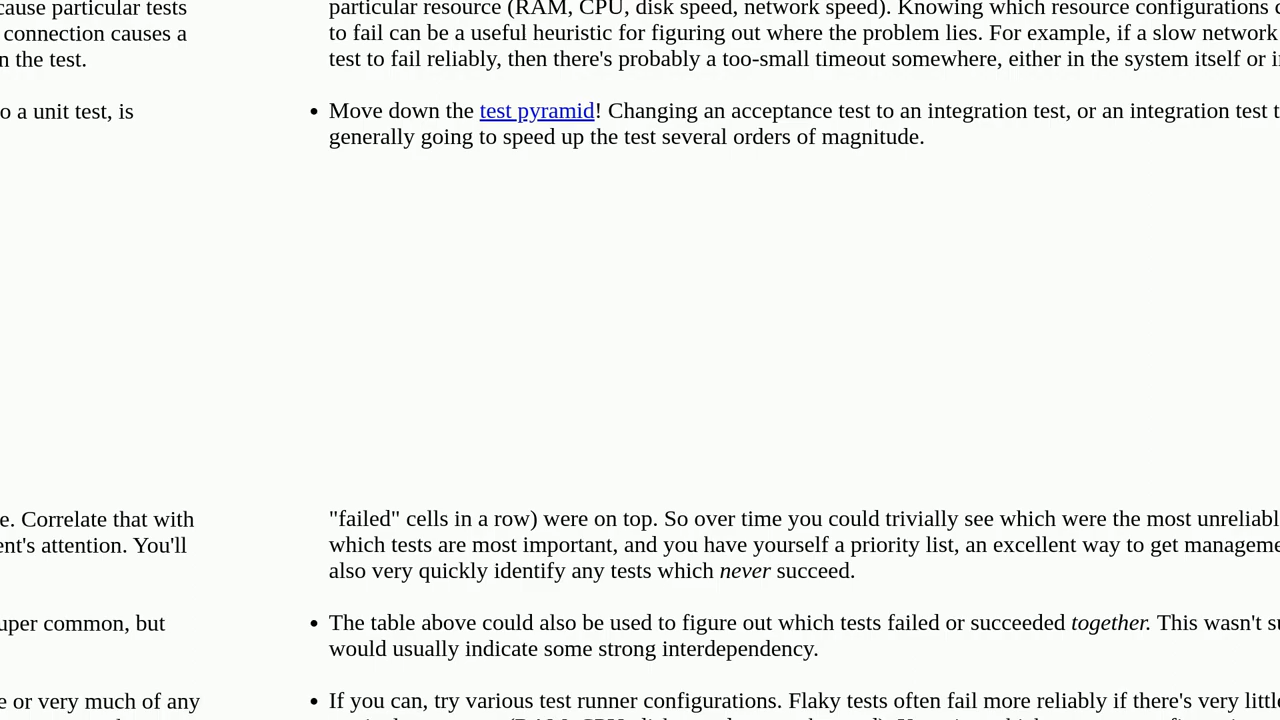 cause particular tests
connection causes a
n the test.
o a unit test, is
particular resource (RAM, CPU, disk speed, network speed). Knowing which resource configurations c
to fail can be a useful heuristic for figuring out where the problem lies. For example, if a slow network
test to fail reliably, then there's probably a too-small timeout somewhere, either in the system itself or i
• Move down the test pyramid! Changing an acceptance test to an integration test, or an integration test t
generally going to speed up the test several orders of magnitude.
e. Correlate that with
ent's attention. You'll
uper common, but
e or very much of any
"failed" cells in a row) were on top. So over time you could trivially see which were the most unreliabl
which tests are most important, and you have yourself a priority list, an excellent way to get manageme
also very quickly identify any tests which never succeed.
• The table above could also be used to figure out which tests failed or succeeded together. This wasn't su
would usually indicate some strong interdependency.
• If you can, try various test runner configurations. Flaky tests often fail more reliably if there's very little